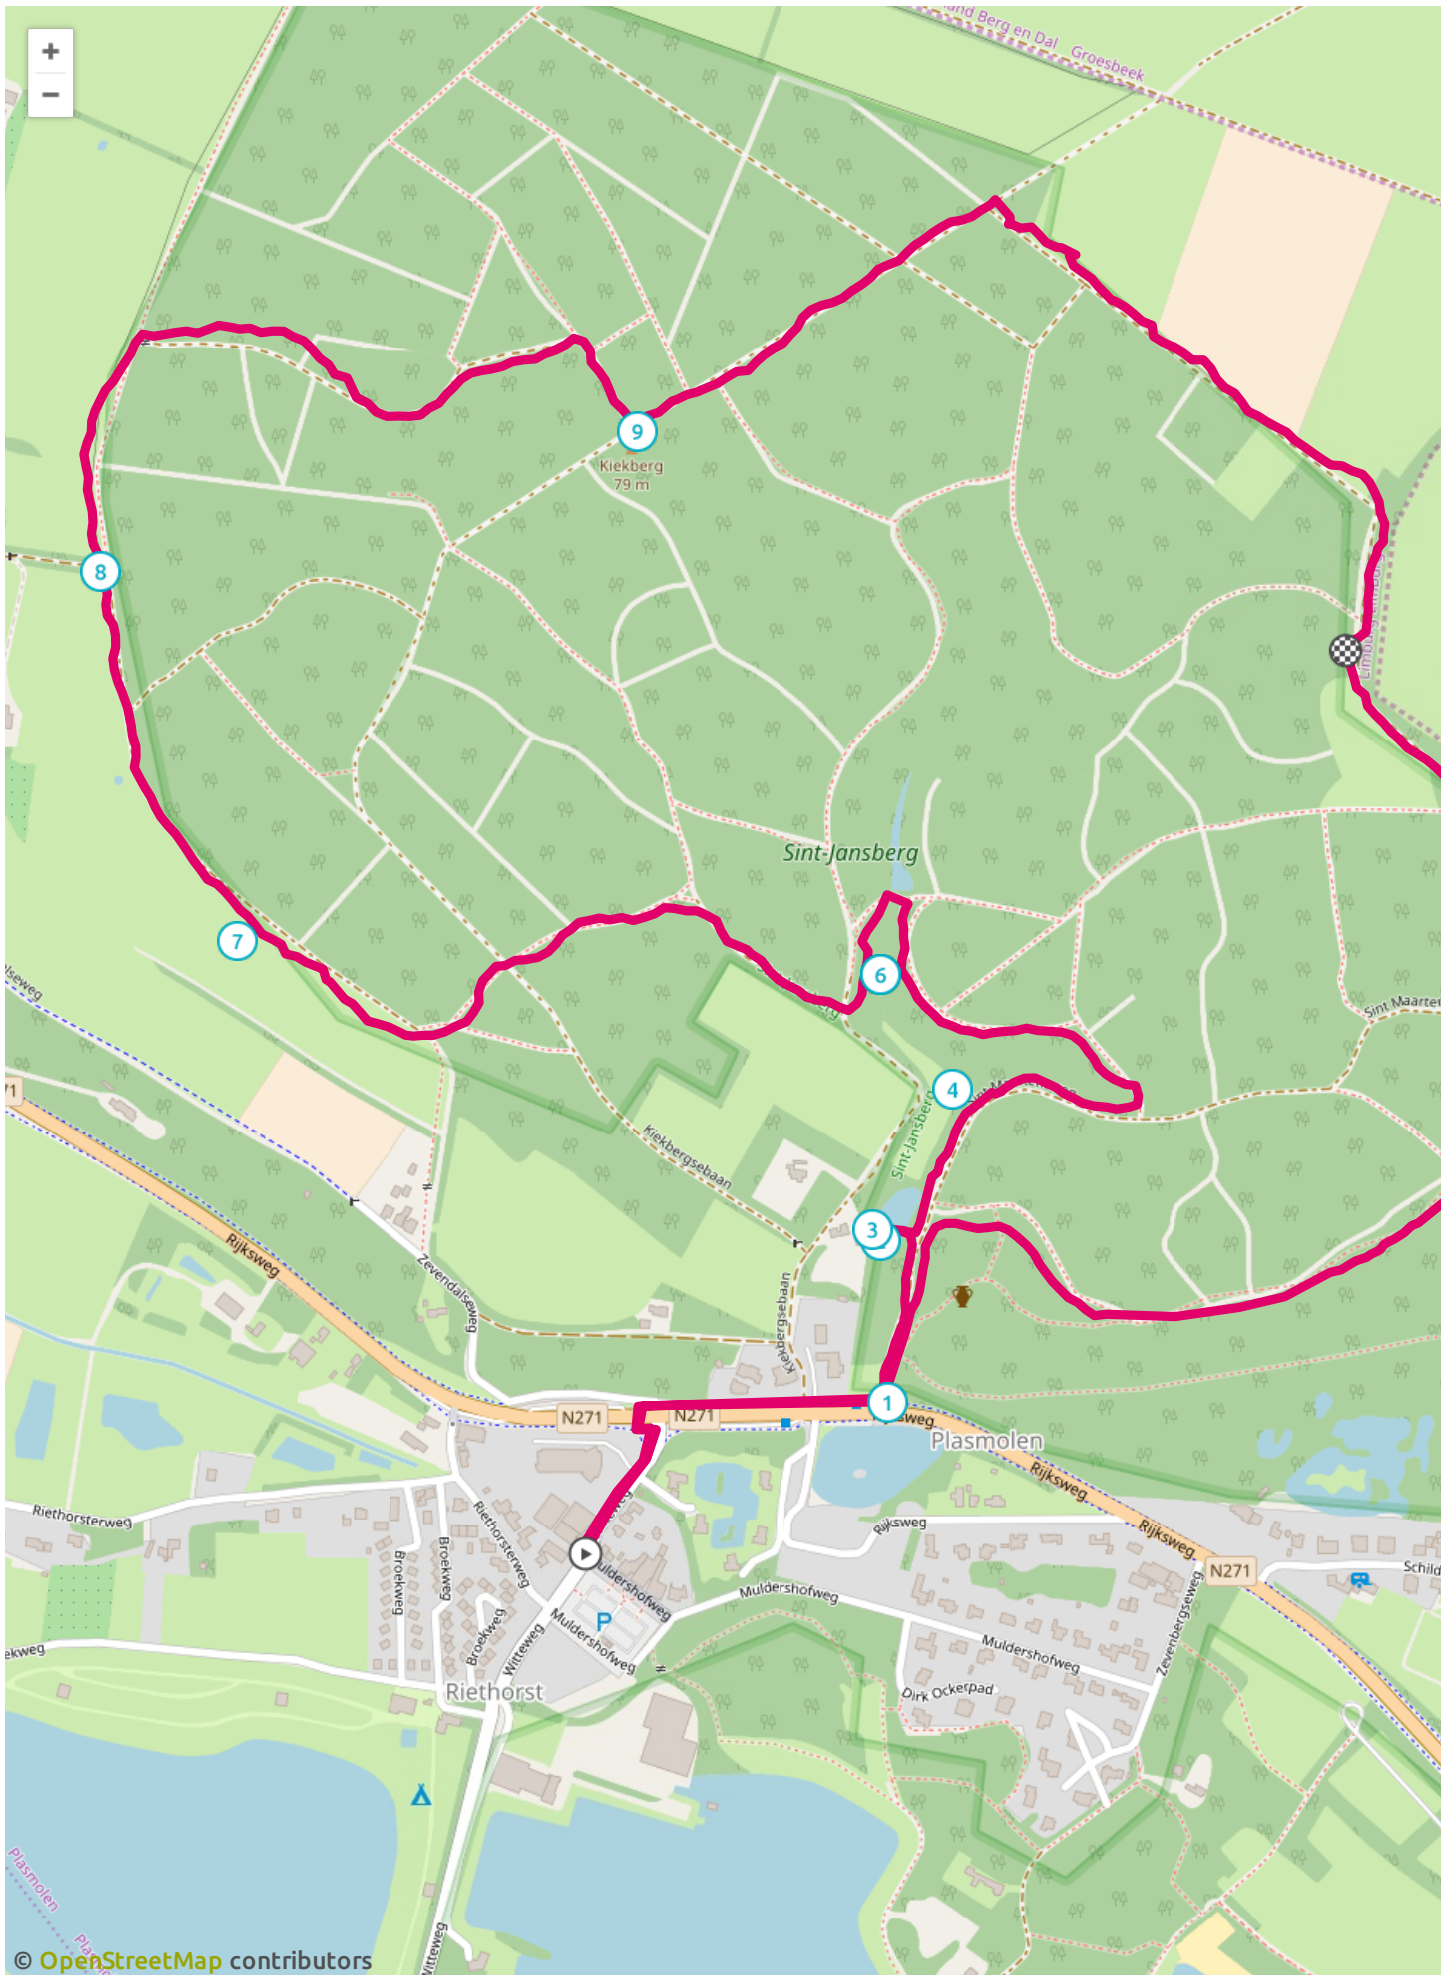 +
−
Berg en Dal
Groesbeek
9
Kiekberg
79 m
8
Sint-Jansberg
7
6
Sint Maarten
4
Sint-Jansberg
Kiekbergsebaan
3
Rijksweg
Zevendalseweg
Kiekbergsebaan
1
N271
N271
Plasmolen
Rijksweg
Riethorsterweg
Riethorsterweg
Rijksweg
Rijksweg
N271
Schild
Broekweg
Broekweg
Muldershofweg
Muldershofweg
P
Muldershofweg
Broekweg
Witteweg
Muldershofweg
Zevenbergseweg
Riethorst
Dirk Ockerpad
Plasmolen
Witteweg
© OpenStreetMap contributors